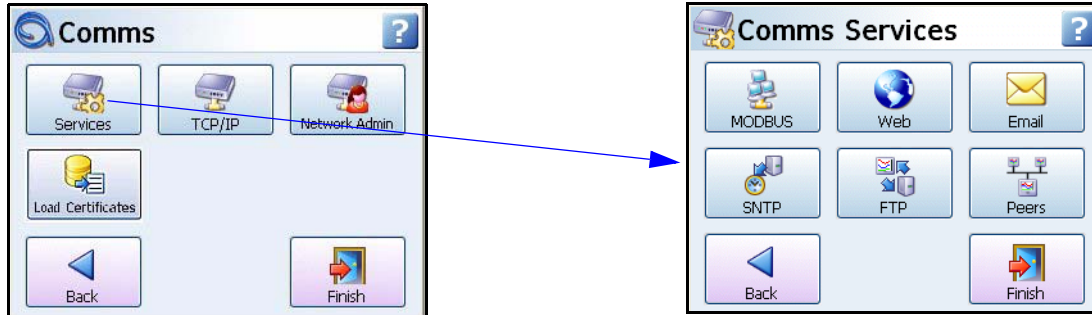 Comms ?
Services TCP/IP Network Admin
Load Certificates
Back Finish
Comms Services ?
MODBUS Web Email
SNTP FTP Peers
Back Finish